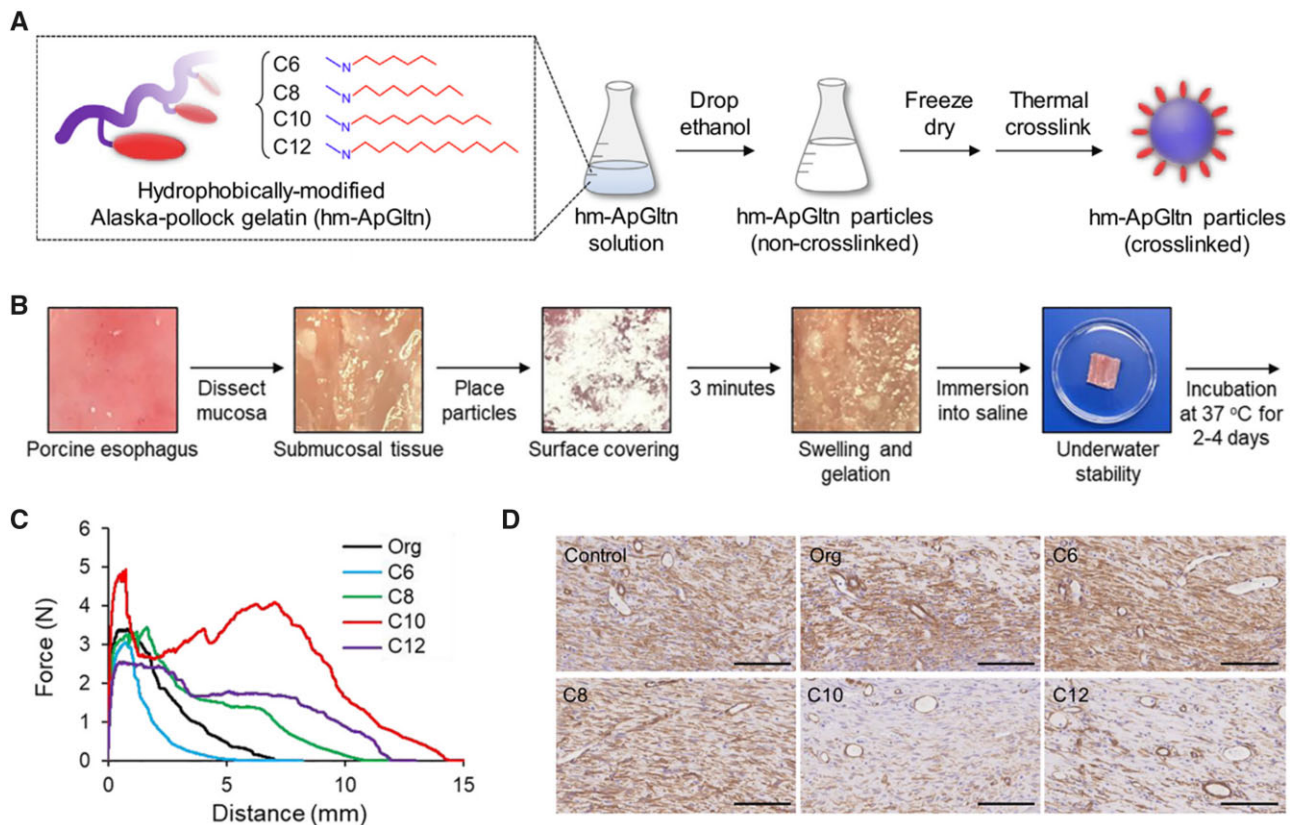 A
C6
N
C8
N
C10
N
C12
N
Hydrophobically-modified
Alaska-pollock gelatin (hm-ApGltn)
hm-ApGltn
solution
Drop
ethanol
hm-ApGltn particles
(non-crosslinked)
Freeze
dry
Thermal
crosslink
hm-ApGltn particles
(crosslinked)
B
Porcine esophagus
Dissect
mucosa
Submucosal tissue
Place
particles
Surface covering
3 minutes
Swelling and
gelation
Immersion
into saline
Underwater
stability
Incubation
at 37 °C for
2-4 days
C
Force (N)
6
5
4
3
2
1
0
0
5
10
15
Distance (mm)
Org
C6
C8
C10
C12
D
Control
Org
C6
C8
C10
C12